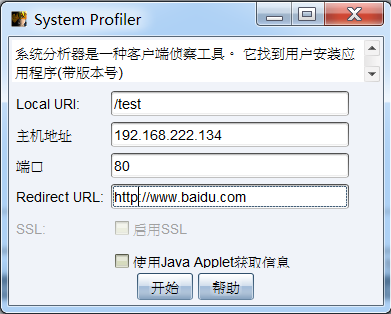 System Profiler
系统分析器是一种客户端侦察工具。 它找到用户安装应
用程序(带版本号)
Local URI: /test
主机地址 192.168.222.134
端口 80
Redirect URL: http://www.baidu.com
SSL: 启用SSL
使用Java Applet获取信息
开始 帮助